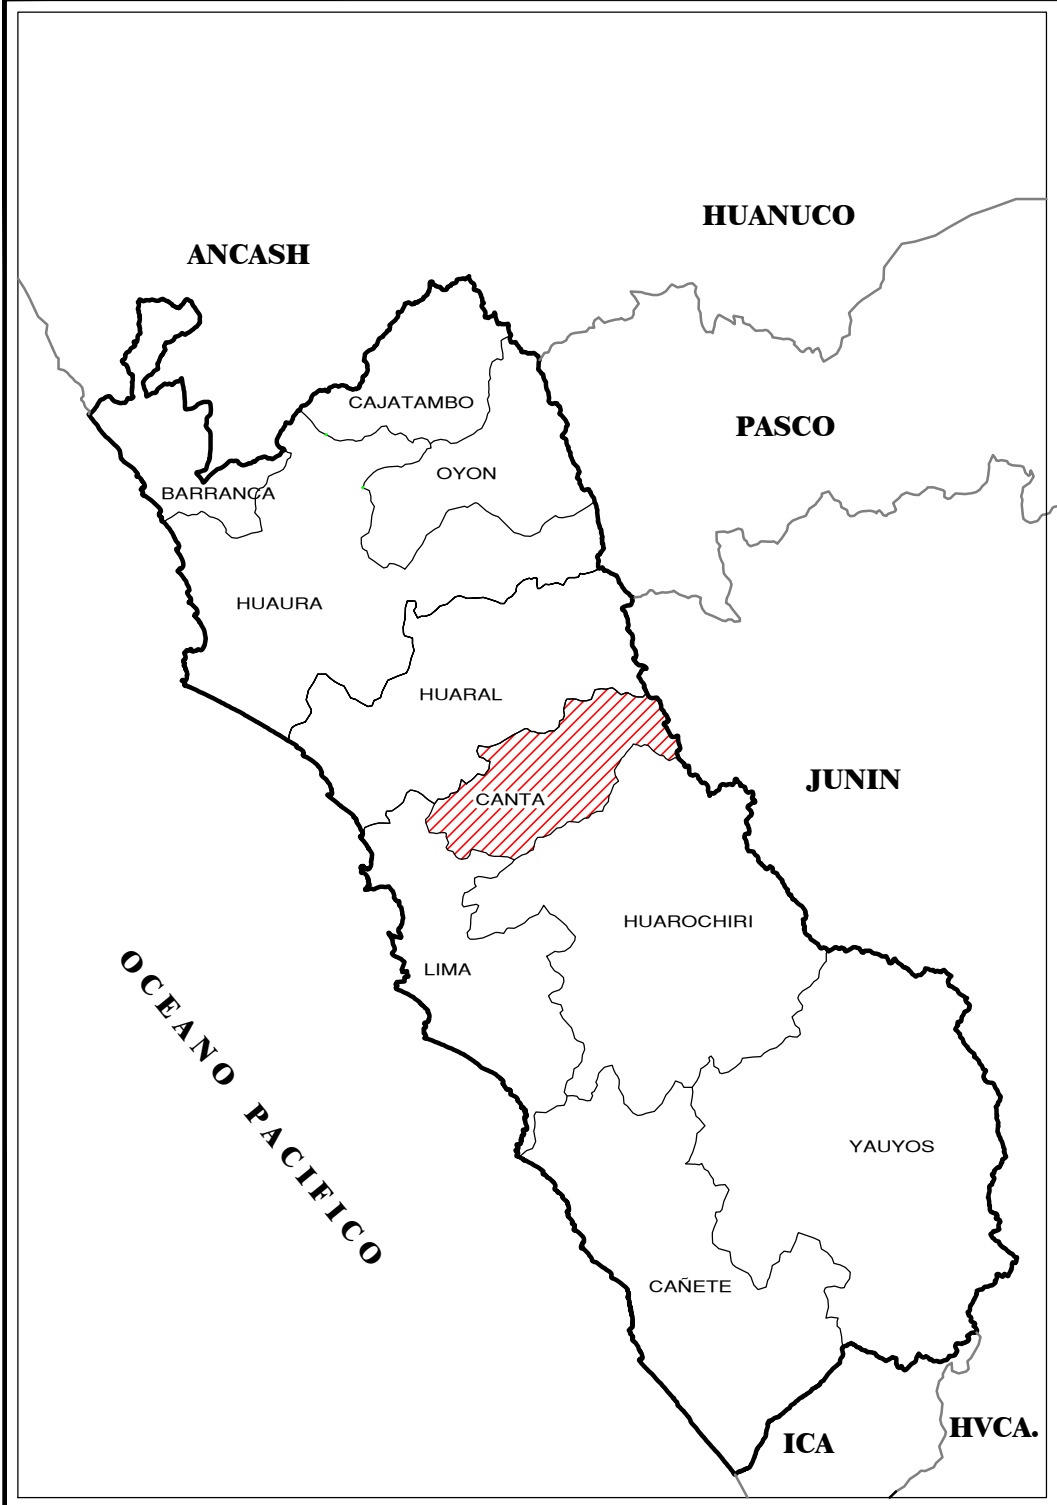 HUANUCO
ANCASH
CAJATAMBO
PASCO
OYON
BARRANCA
HUAURA
HUARAL
JUNIN
CANTA
HUAROCHIRI
LIMA
OCEANO PACIFICO
YAUYOS
CAÑETE
HVCA.
ICA